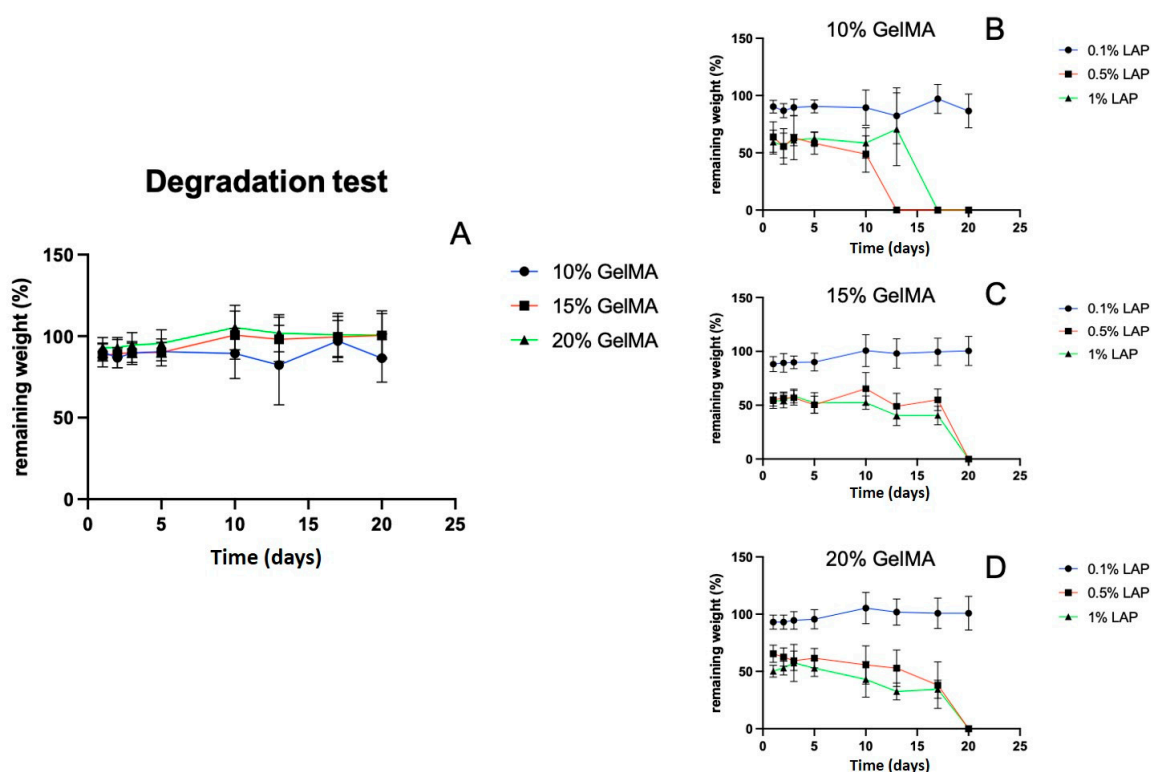 Degradation test
A
150
100
50
0
remaining weight (%)
0 5 10 15 20 25
Time (days)
10% GelMA
15% GelMA
20% GelMA
10% GelMA
B
150
100
50
0
remaining weight (%)
0 5 10 15 20 25
Time (days)
0.1% LAP
0.5% LAP
1% LAP
15% GelMA
C
150
100
50
0
remaining weight (%)
0 5 10 15 20 25
Time (days)
0.1% LAP
0.5% LAP
1% LAP
20% GelMA
D
150
100
50
0
remaining weight (%)
0 5 10 15 20 25
Time (days)
0.1% LAP
0.5% LAP
1% LAP